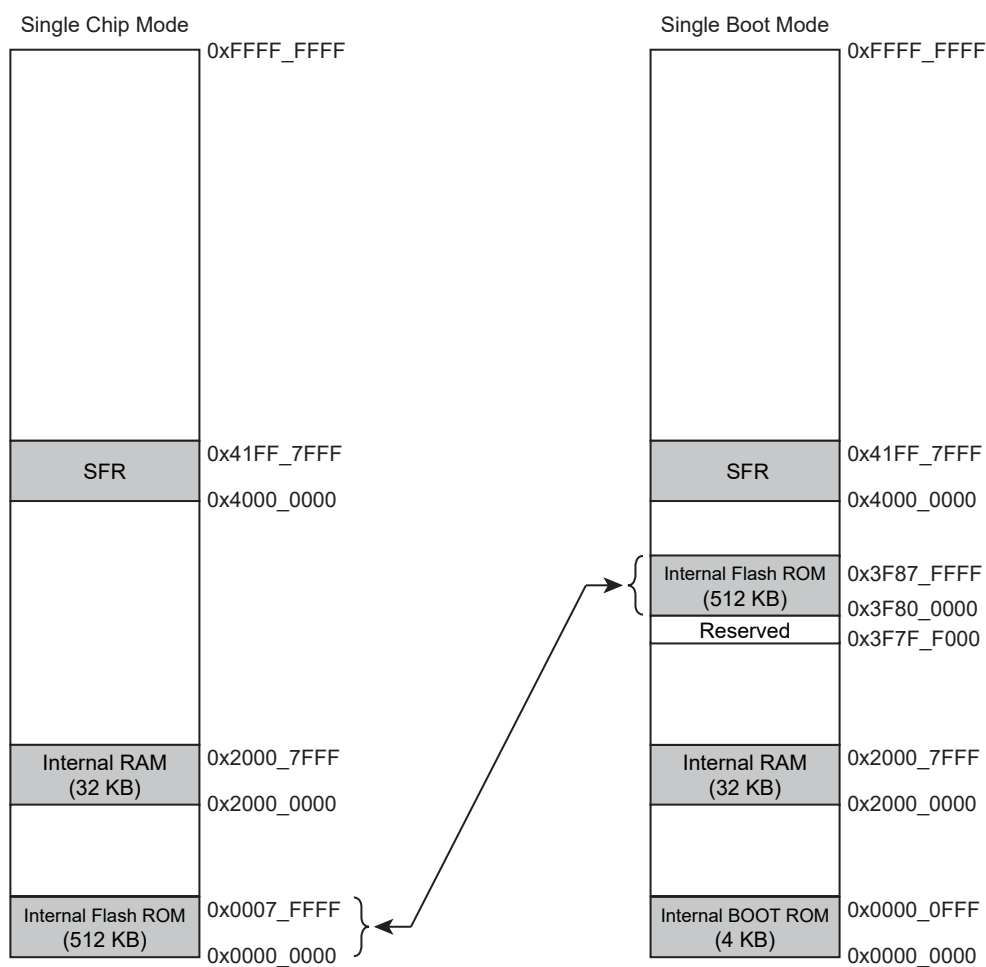 Single Chip Mode
0xFFFF_FFFF
SFR
0x41FF_7FFF
0x4000_0000
Internal RAM
(32 KB)
0x2000_7FFF
0x2000_0000
Internal Flash ROM
(512 KB)
0x0007_FFFF
0x0000_0000
Single Boot Mode
0xFFFF_FFFF
SFR
0x41FF_7FFF
0x4000_0000
Internal Flash ROM
(512 KB)
0x3F87_FFFF
0x3F80_0000
Reserved
0x3F7F_F000
Internal RAM
(32 KB)
0x2000_7FFF
0x2000_0000
Internal BOOT ROM
(4 KB)
0x0000_0FFF
0x0000_0000